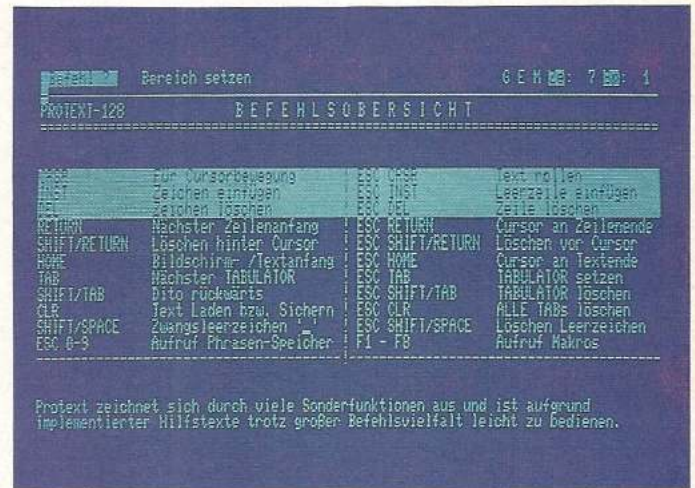 Befehl ? Bereich setzen G E M Ze: 7 Sp: 1
PROTEXT-128 B E F E H L S Ü B E R S I C H T
CRSR Für Cursorbewegung ¦ ESC CRSR Text rollen
INST Zeichen einfügen ¦ ESC INST Leerzeile einfügen
DEL Zeichen löschen ¦ ESC DEL Zeile löschen
RETURN Nächster Zeilenanfang ¦ ESC RETURN Cursor an Zeilenende
SHIFT/RETURN Löschen hinter Cursor ¦ ESC SHIFT/RETURN Löschen vor Cursor
HOME Bildschirm- /Textanfang ¦ ESC HOME Cursor an Textende
TAB Nächster TABULATOR ¦ ESC TAB TABULATOR setzen
SHIFT/TAB Dito rückwärts ¦ ESC SHIFT/TAB TABULATOR löschen
CLR Text Laden bzw. Sichern ¦ ESC CLR ALLE TABs löschen
SHIFT/SPACE Zwangsleerzeichen '_' ¦ ESC SHIFT/SPACE Löschen Leerzeichen
ESC 0-9 Aufruf Phrasen-Speicher ¦ F1 - F8 Aufruf Makros
Protext zeichnet sich durch viele Sonderfunktionen aus und ist aufgrund
implementierter Hilfstexte trotz großer Befehlsvielfalt leicht zu bedienen.